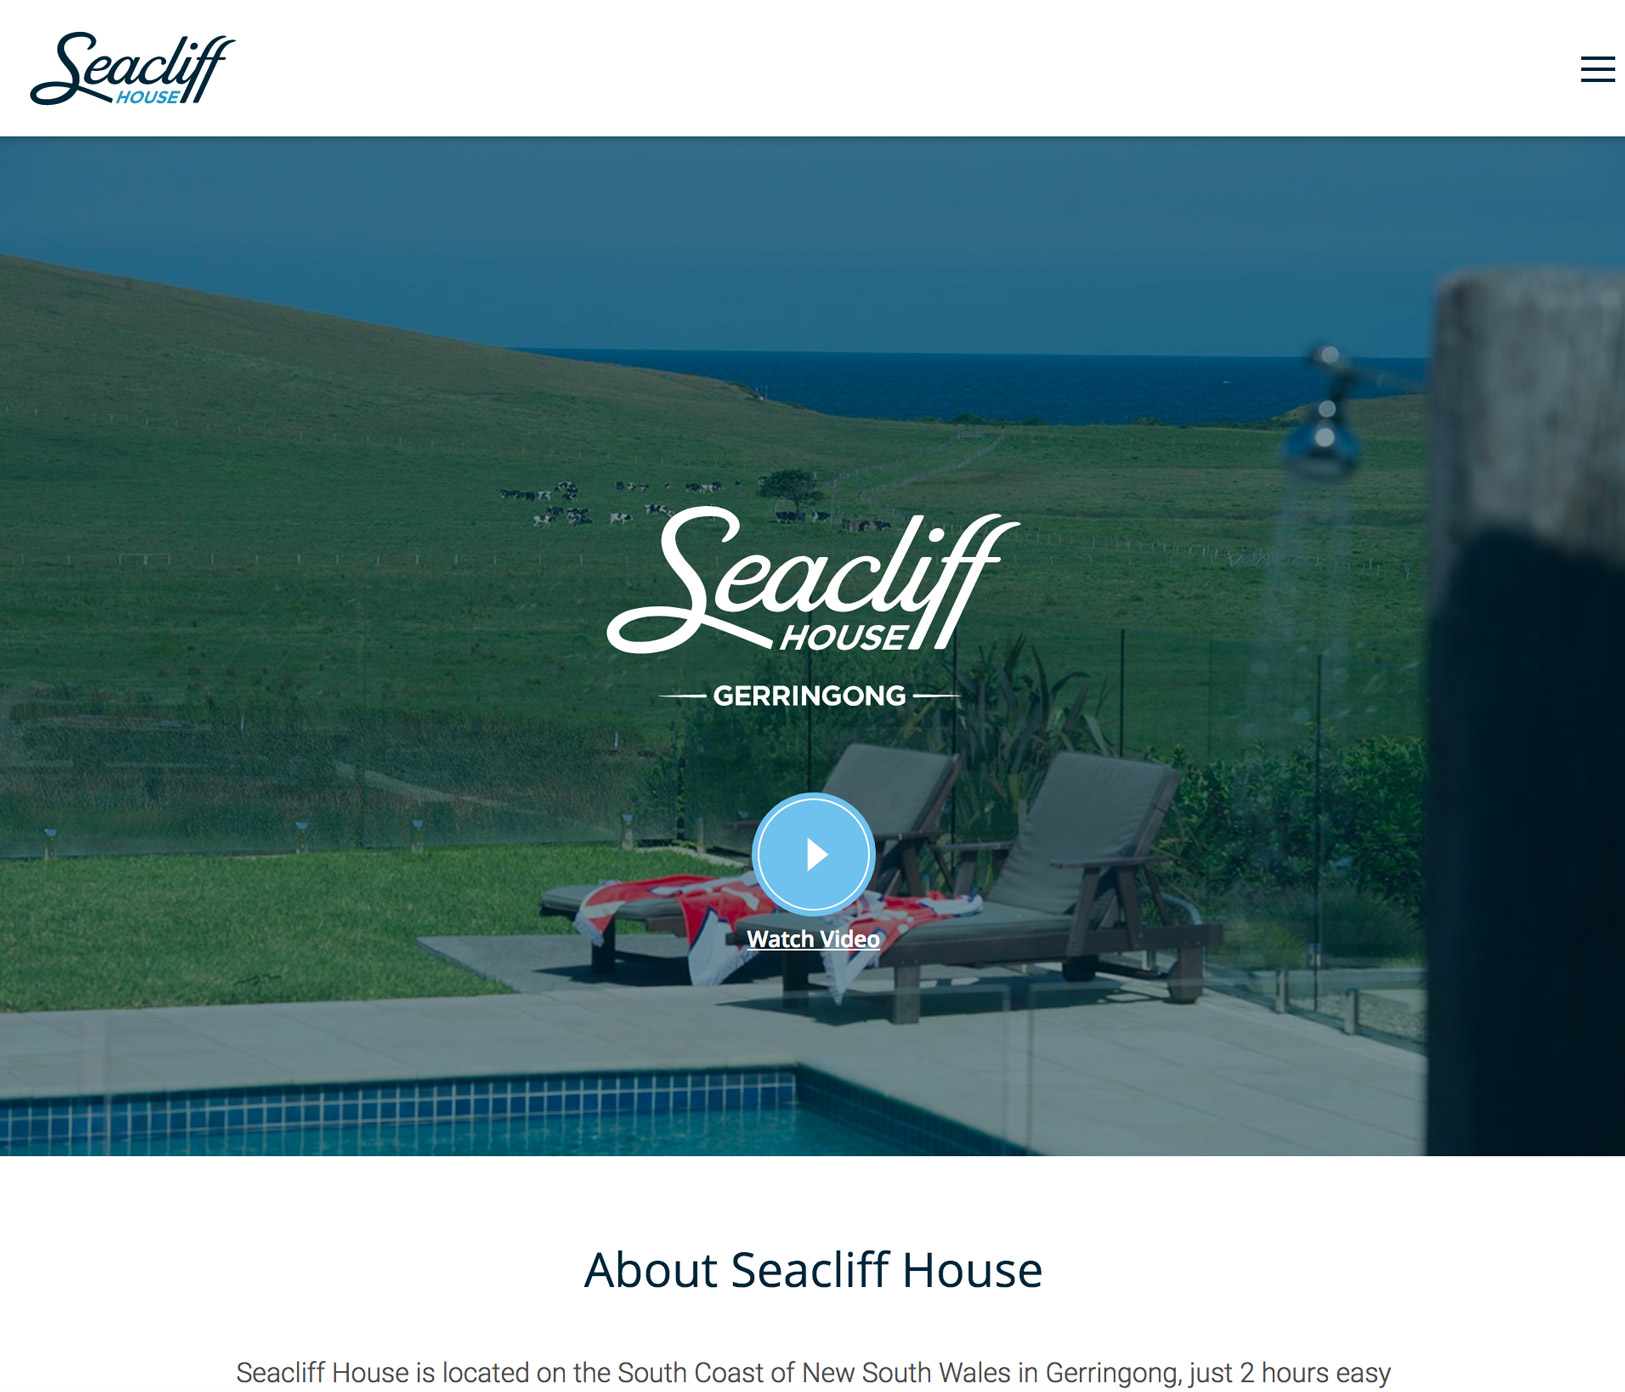 Seacliff
HOUSE
Seacliff
HOUSE
GERRINGONG
Watch Video
About Seacliff House
Seacliff House is located on the South Coast of New South Wales in Gerringong, just 2 hours easy